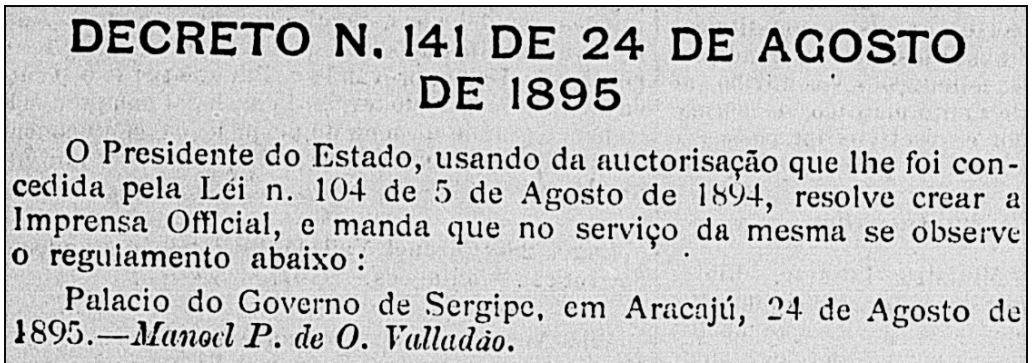 DECRETO N. 141 DE 24 DE AGOSTO
DE 1895
O Presidente do Estado, usando da auctorisação que lhe foi con-
cedida pela Lei n. 104 de 5 de Agosto de 1894, resolve crear a
Imprensa Official, e manda que no serviço da mesma se observe
o regulamento abaixo:
Palacio do Governo de Sergipe, em Aracajú, 24 de Agosto de
1895.—Manoel P. de O. Valladão.